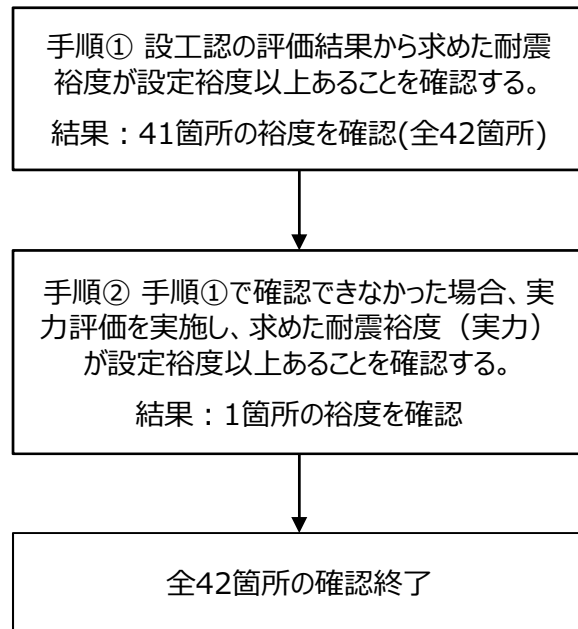 手順① 設工認の評価結果から求めた耐震
裕度が設定裕度以上あることを確認する。
結果：41箇所の裕度を確認(全42箇所)
手順② 手順①で確認できなかった場合、実
力評価を実施し、求めた耐震裕度（実力）
が設定裕度以上あることを確認する。
結果：1箇所の裕度を確認
全42箇所の確認終了